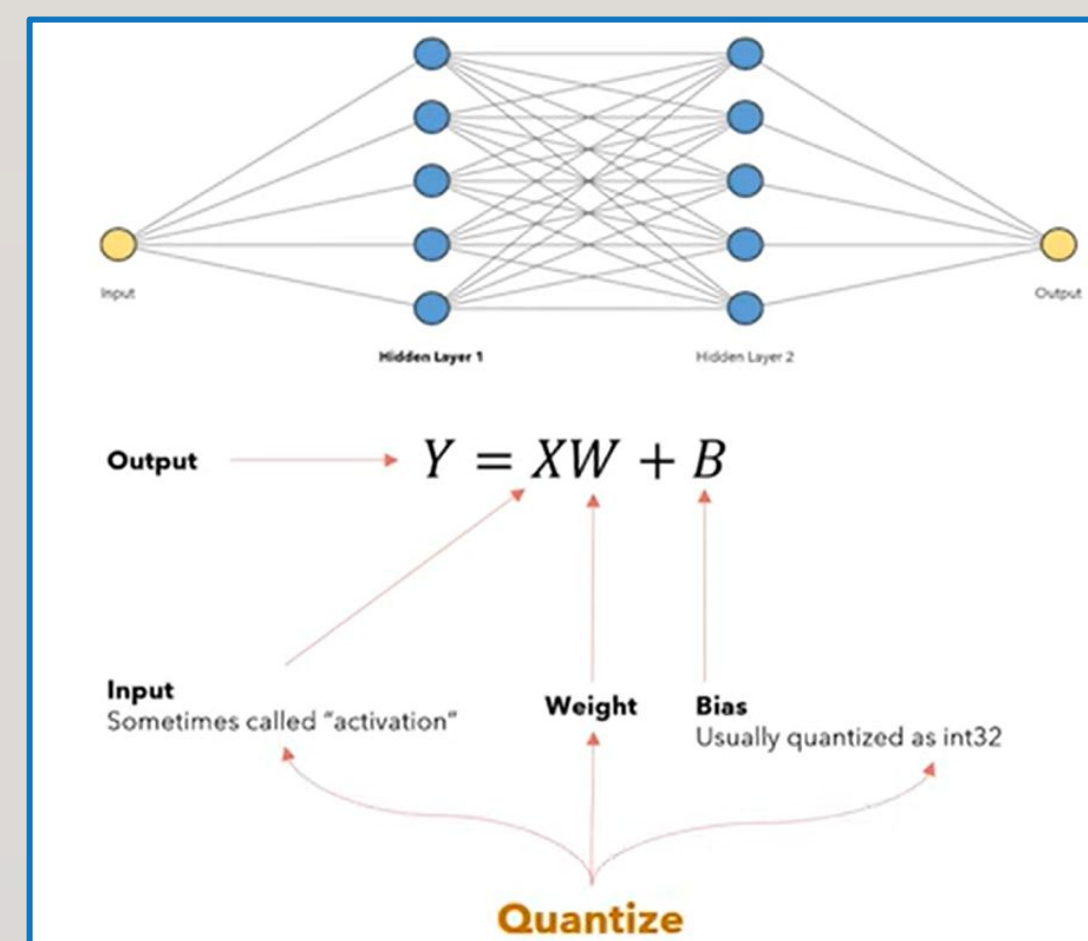 Input
Output
Hidden Layer 1
Hidden Layer 2
Output
Y = XW + B
Input
Sometimes called “activation”
Weight
Bias
Usually quantized as int32
Quantize